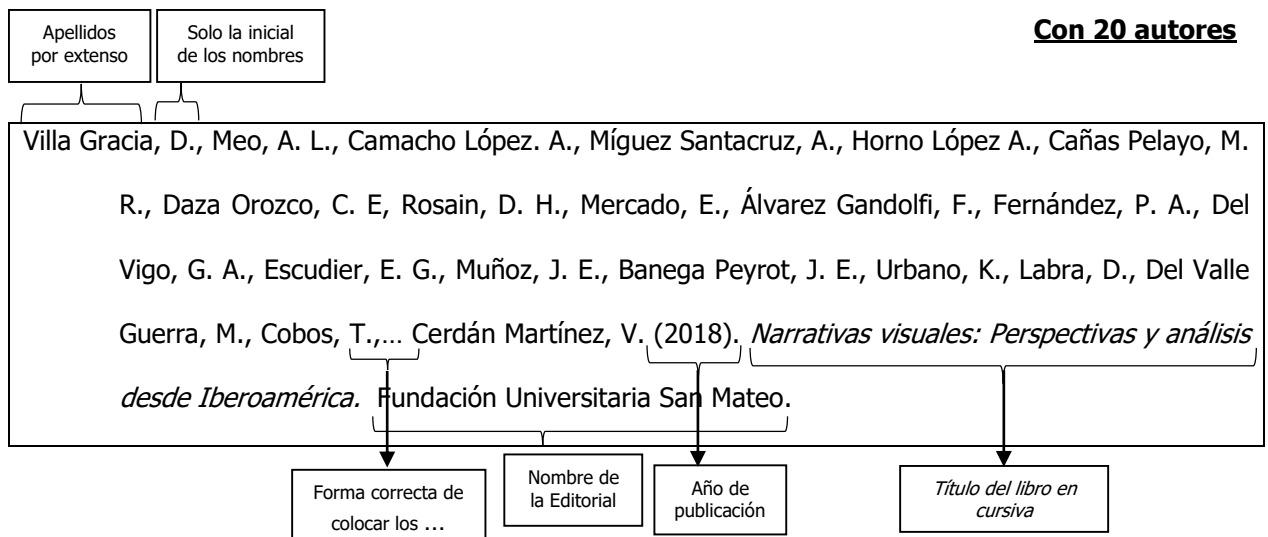 Con 20 autores
Apellidos
por extenso
Solo la inicial
de los nombres
Villa Gracia, D., Meo, A. L., Camacho López. A., Míguez Santacruz, A., Horno López A., Cañas Pelayo, M.
R., Daza Orozco, C. E, Rosain, D. H., Mercado, E., Álvarez Gandolfi, F., Fernández, P. A., Del
Vigo, G. A., Escudier, E. G., Muñoz, J. E., Banega Peyrot, J. E., Urbano, K., Labra, D., Del Valle
Guerra, M., Cobos, T.,… Cerdán Martínez, V. (2018). Narrativas visuales: Perspectivas y análisis
desde Iberoamérica. Fundación Universitaria San Mateo.
Forma correcta de
colocar los …
Nombre de
la Editorial
Año de
publicación
Título del libro en
cursiva